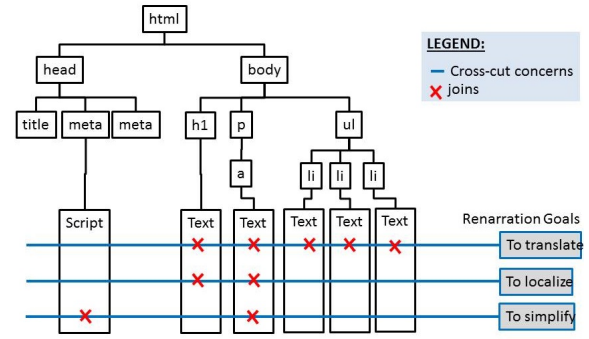 html
LEGEND:
Cross-cut concerns
joins
head
body
title
meta
meta
h1
p
ul
a
li
li
li
Script
Text
Text
Text
Text
Text
Renarration Goals
To translate
To localize
To simplify